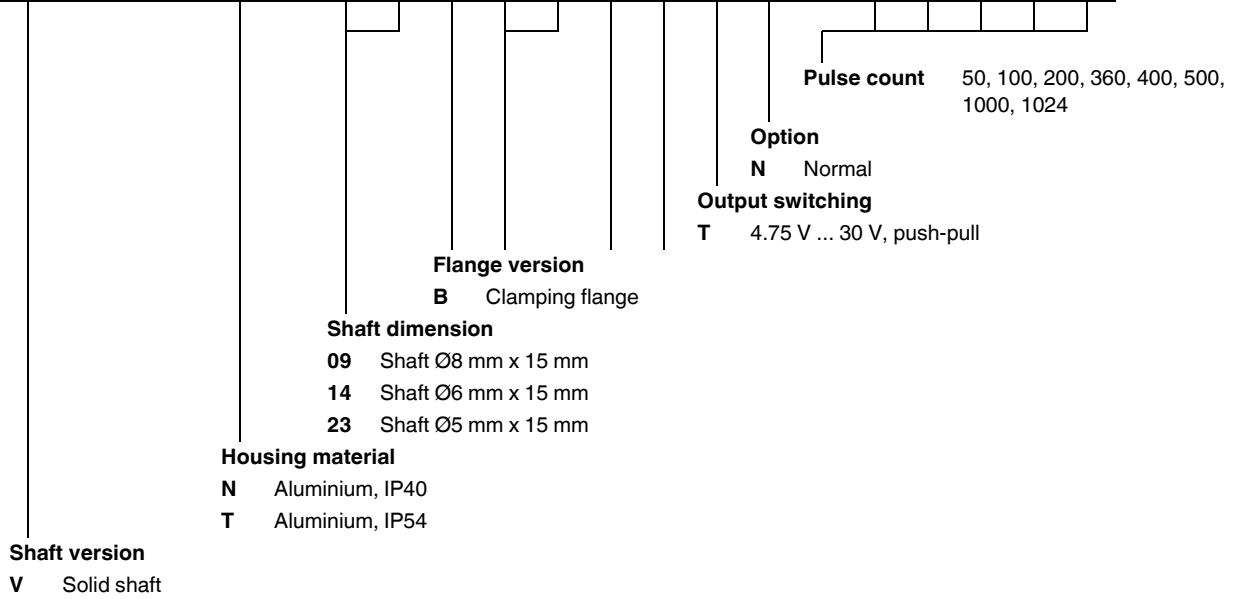 Pulse count 50, 100, 200, 360, 400, 500,
1000, 1024
Option
N Normal
Output switching
T 4.75 V ... 30 V, push-pull
Flange version
B Clamping flange
Shaft dimension
09 Shaft Ø8 mm x 15 mm
14 Shaft Ø6 mm x 15 mm
23 Shaft Ø5 mm x 15 mm
Housing material
N Aluminium, IP40
T Aluminium, IP54
Shaft version
V Solid shaft